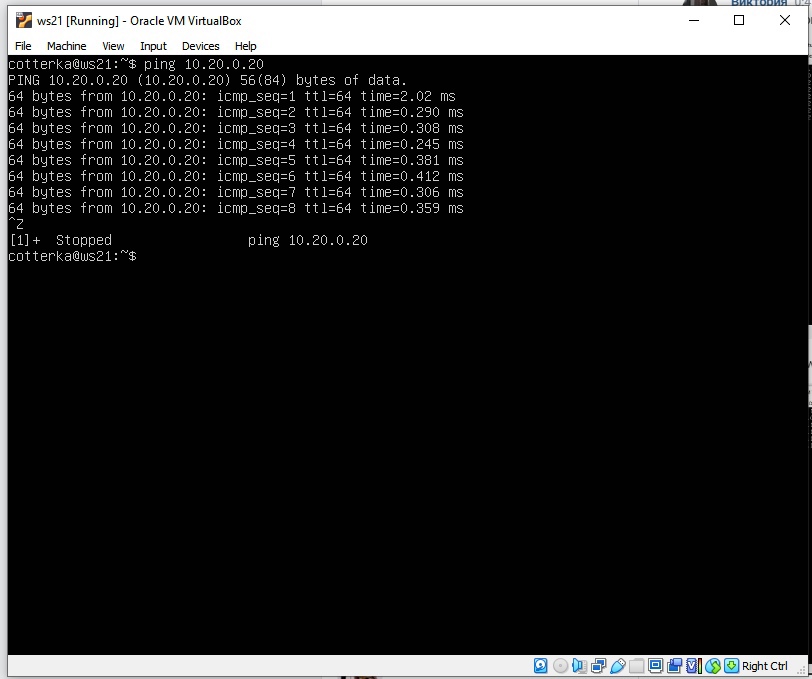 Виктория
ws21 [Running] - Oracle VM VirtualBox
File Machine View Input Devices Help
cotterka@ws21:~$ ping 10.20.0.20
PING 10.20.0.20 (10.20.0.20) 56(84) bytes of data.
64 bytes from 10.20.0.20: icmp_seq=1 ttl=64 time=2.02 ms
64 bytes from 10.20.0.20: icmp_seq=2 ttl=64 time=0.290 ms
64 bytes from 10.20.0.20: icmp_seq=3 ttl=64 time=0.308 ms
64 bytes from 10.20.0.20: icmp_seq=4 ttl=64 time=0.245 ms
64 bytes from 10.20.0.20: icmp_seq=5 ttl=64 time=0.381 ms
64 bytes from 10.20.0.20: icmp_seq=6 ttl=64 time=0.412 ms
64 bytes from 10.20.0.20: icmp_seq=7 ttl=64 time=0.306 ms
64 bytes from 10.20.0.20: icmp_seq=8 ttl=64 time=0.359 ms
^Z
[1]+  Stopped                 ping 10.20.0.20
cotterka@ws21:~$
Right Ctrl